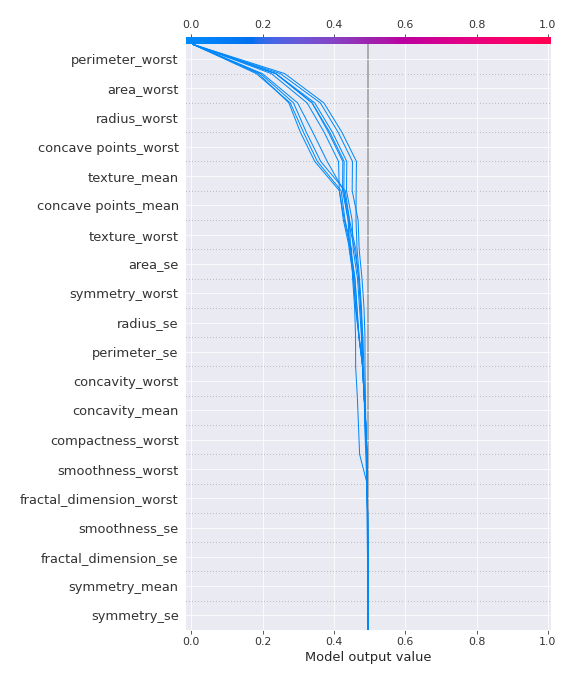 0.0 0.2 0.4 0.6 0.8 1.0
perimeter_worst
area_worst
radius_worst
concave points_worst
texture_mean
concave points_mean
texture_worst
area_se
symmetry_worst
radius_se
perimeter_se
concavity_worst
concavity_mean
compactness_worst
smoothness_worst
fractal_dimension_worst
smoothness_se
fractal_dimension_se
symmetry_mean
symmetry_se
0.0 0.2 0.4 0.6 0.8 1.0
Model output value